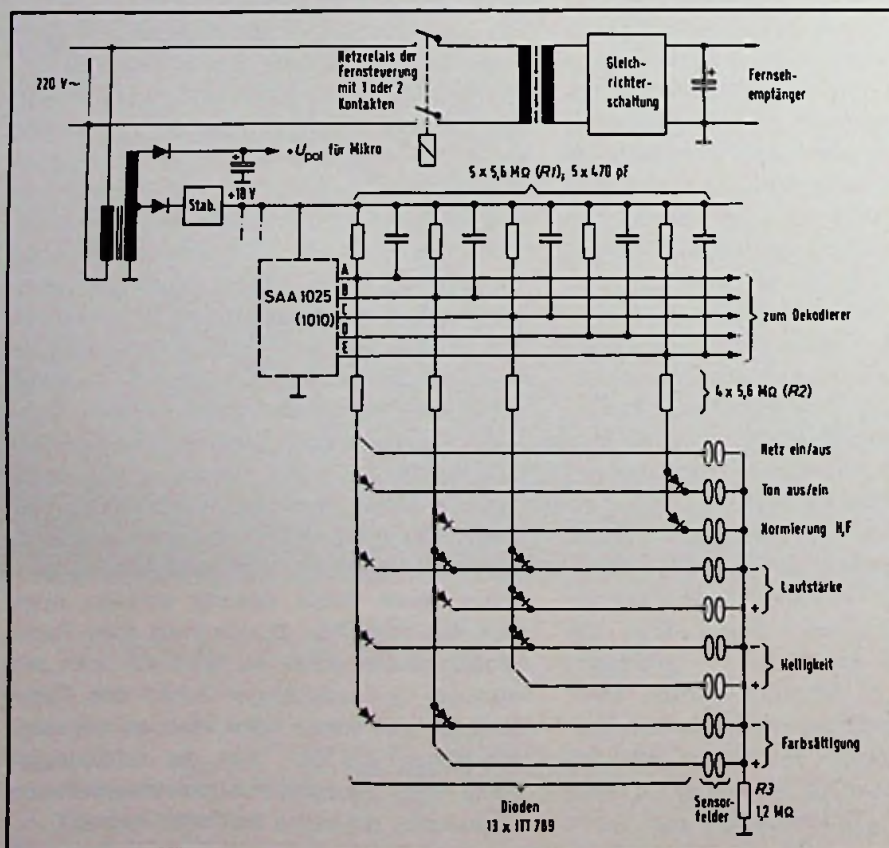 220 V~
Netzrelais der
Fernsteuerung
mit 1 oder 2
Kontakten
Gleich-
richter-
schaltung
+
Fernseh-
empfänger
+
+U_pol für Mikro
+18 V
Stab.
5 x 5,6 MΩ (R1); 5 x 470 pF
SAA 1025
(1010)
A
B
C
D
E
zum Dekodierer
4 x 5,6 MΩ (R2)
Netz ein/aus
Ton aus/ein
Normierung H,F
-
Lautstärke
+
-
Helligkeit
+
-
Farbsättigung
+
Dioden
13 x ITT 769
Sensor-
felder
R3
1,2 MΩ